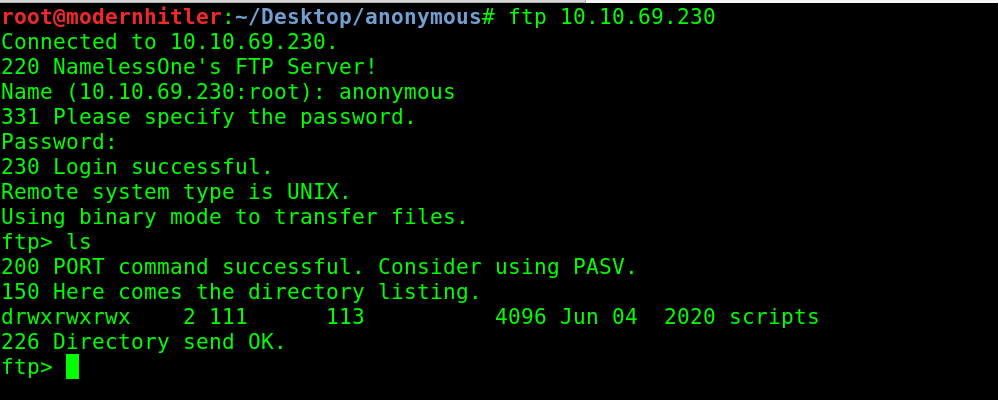 root@modernhitler:~/Desktop/anonymous# ftp 10.10.69.230
Connected to 10.10.69.230.
220 NamelessOne's FTP Server!
Name (10.10.69.230:root): anonymous
331 Please specify the password.
Password:
230 Login successful.
Remote system type is UNIX.
Using binary mode to transfer files.
ftp> ls
200 PORT command successful. Consider using PASV.
150 Here comes the directory listing.
drwxrwxrwx    2 111      113          4096 Jun 04  2020 scripts
226 Directory send OK.
ftp>